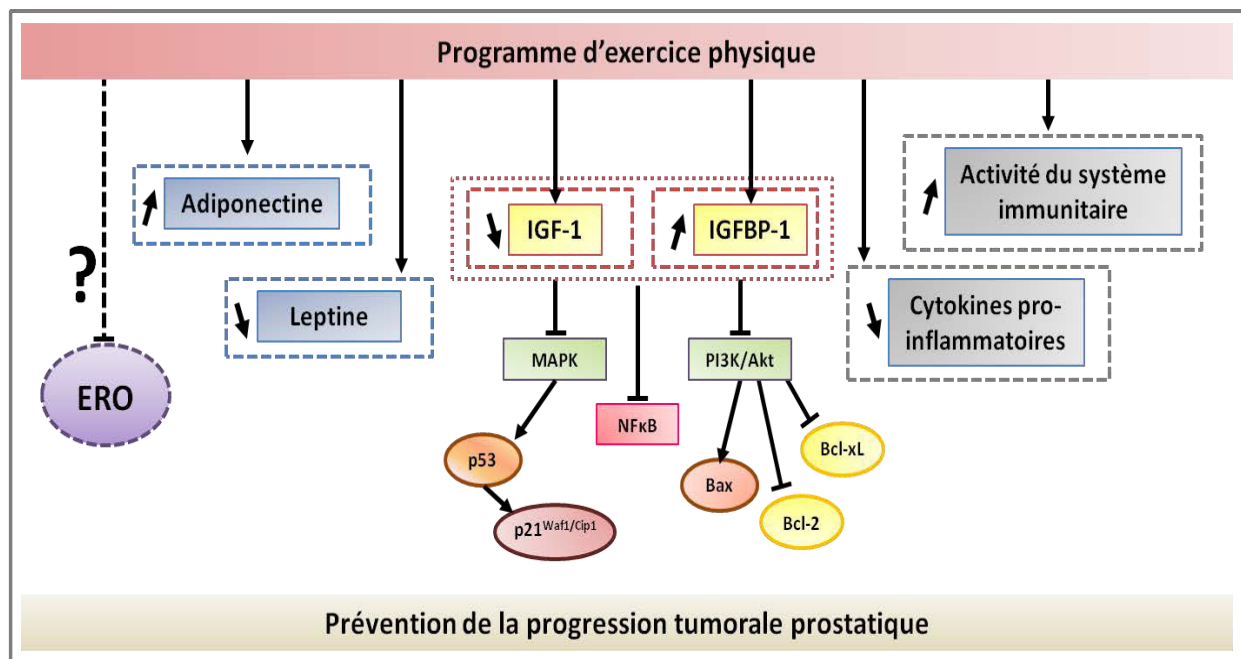 Programme d'exercice physique
Adiponectine
Activité du système
immunitaire
IGF-1
IGFBP-1
?
Leptine
Cytokines pro-
inflammatoires
MAPK
PI3K/Akt
ERO
NFκB
p53
Bcl-xL
Bax
p21Waf1/Cip1
Bcl-2
Prévention de la progression tumorale prostatique